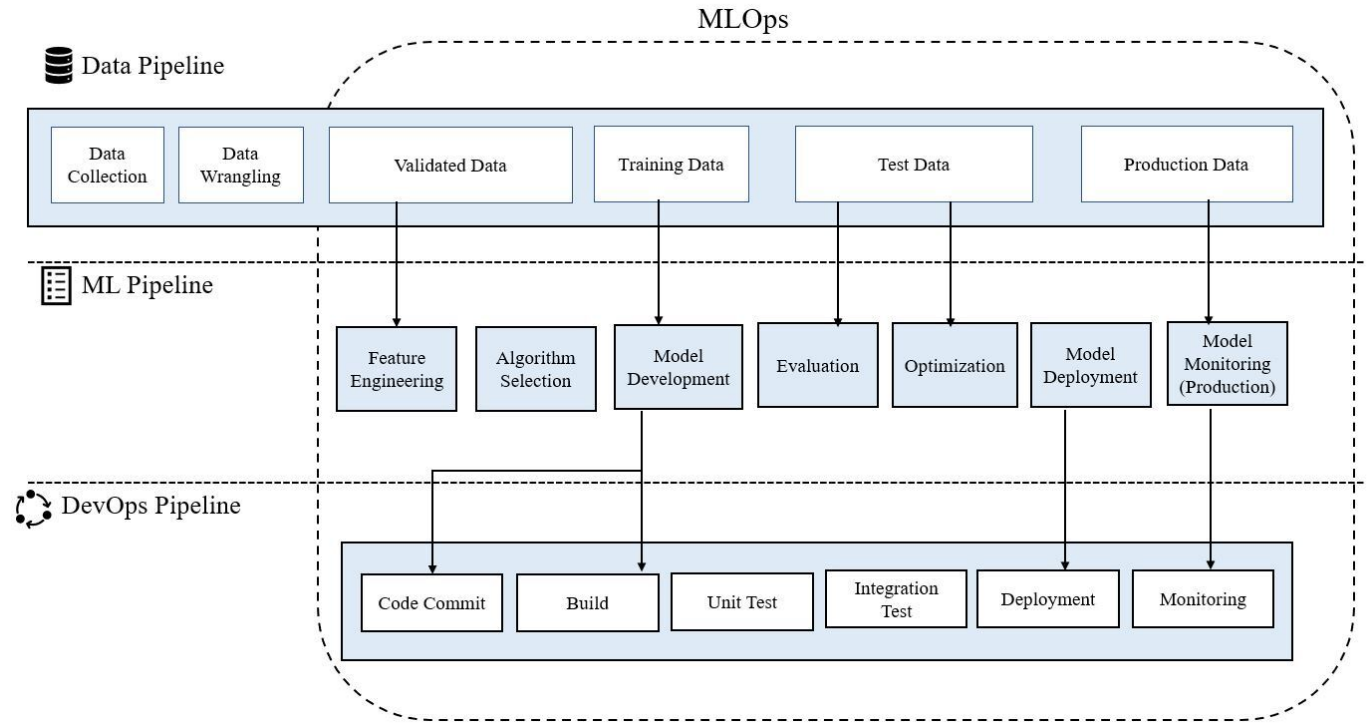 MLOps
Data Pipeline
Data
Collection
Data
Wrangling
Validated Data
Training Data
Test Data
Production Data
ML Pipeline
Feature
Engineering
Algorithm
Selection
Model
Development
Evaluation
Optimization
Model
Deployment
Model
Monitoring
(Production)
DevOps Pipeline
Code Commit
Build
Unit Test
Integration
Test
Deployment
Monitoring